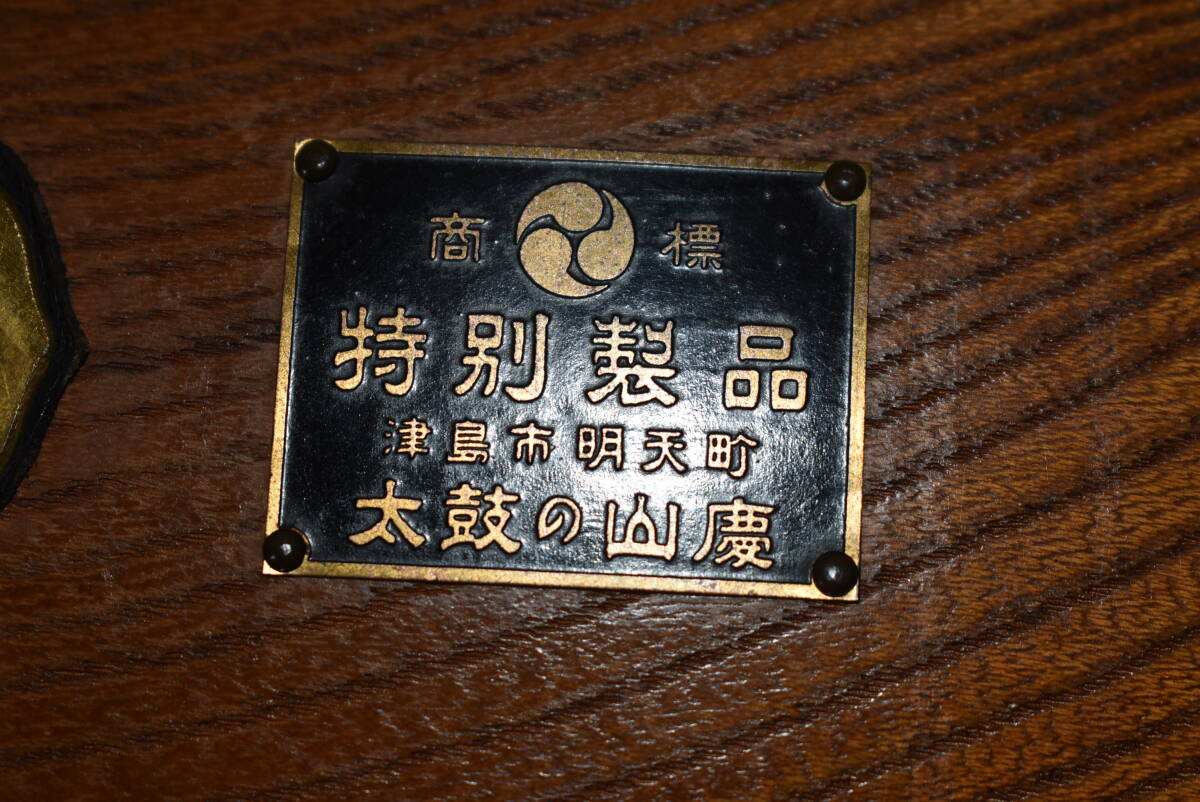 商標
特別製品
津島市明天町
太鼓の山慶